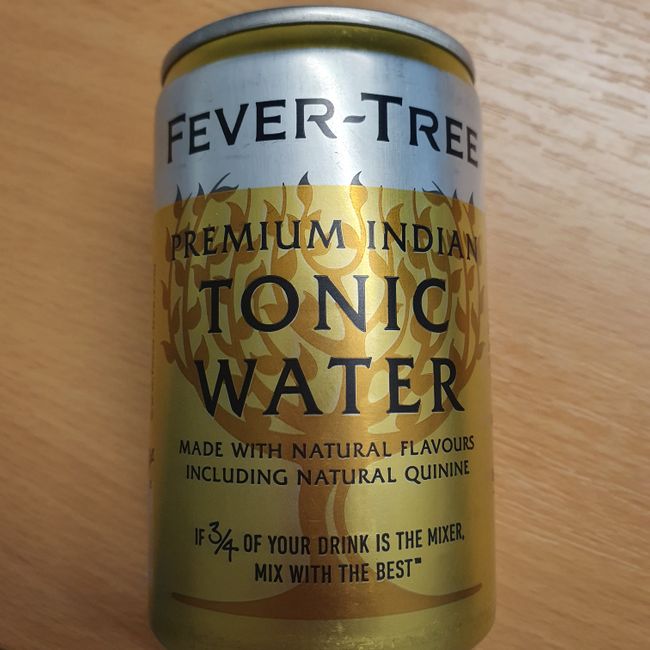 FEVER-TREE
PREMIUM INDIAN
TONIC
WATER
MADE WITH NATURAL FLAVOURS
INCLUDING NATURAL QUININE
IF 3/4 OF YOUR DRINK IS THE MIXER,
MIX WITH THE BEST™